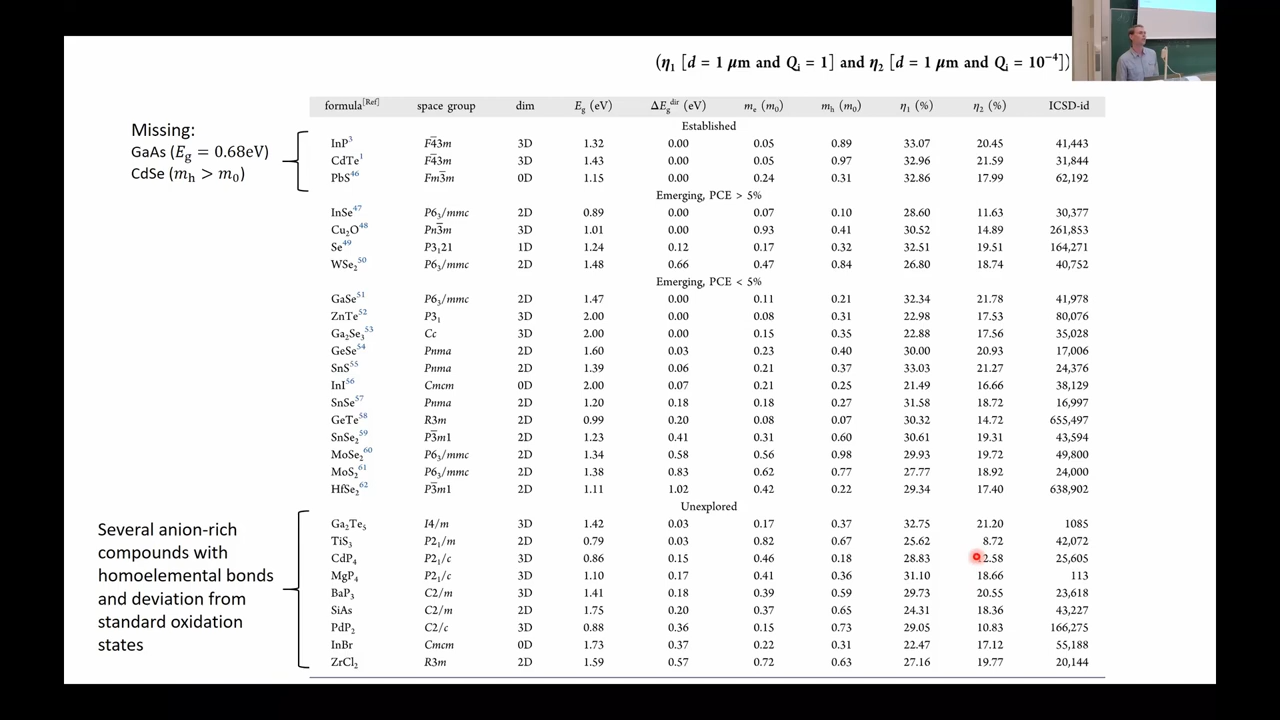 (η₁ [d = 1 μm and Qᵢ = 1] and η₂ [d = 1 μm and Qᵢ = 10⁻⁴])
formula[Ref] space group dim E_g (eV) ΔE_g^dir (eV) m_e (m₀) m_h (m₀) η₁ (%) η₂ (%) ICSD-id
Established
Missing:
GaAs (E_g = 0.68eV)
CdSe (m_h > m₀)
InP³ F4̅3m 3D 1.32 0.00 0.05 0.89 33.07 20.45 41,443
CdTe¹ F4̅3m 3D 1.43 0.00 0.05 0.97 32.96 21.59 31,844
PbS⁴⁶ Fm3̅m 0D 1.15 0.00 0.24 0.31 32.86 17.99 62,192
Emerging, PCE > 5%
InSe⁴⁷ P6₃/mmc 2D 0.89 0.00 0.07 0.10 28.60 11.63 30,377
Cu₂O⁴⁸ Pn3̅m 3D 1.01 0.00 0.93 0.41 30.52 14.89 261,853
Se⁴⁹ P3₁21 1D 1.24 0.12 0.17 0.32 32.51 19.51 164,271
WSe₂⁵⁰ P6₃/mmc 2D 1.48 0.66 0.47 0.84 26.80 18.74 40,752
Emerging, PCE < 5%
GaSe⁵¹ P6₃/mmc 2D 1.47 0.00 0.11 0.21 32.34 21.78 41,978
ZnTe⁵² P3₁ 3D 2.00 0.00 0.08 0.31 22.98 17.53 80,076
Ga₂Se₃⁵³ Cc 3D 2.00 0.00 0.15 0.35 22.88 17.56 35,028
GeSe⁵⁴ Pnma 2D 1.60 0.03 0.23 0.40 30.00 20.93 17,006
SnS⁵⁵ Pnma 2D 1.39 0.06 0.21 0.37 33.03 21.27 24,376
InI⁵⁶ Cmcm 0D 2.00 0.07 0.21 0.25 21.49 16.66 38,129
SnSe⁵⁷ Pnma 2D 1.20 0.18 0.18 0.27 31.58 18.72 16,997
GeTe⁵⁸ R3m 2D 0.99 0.20 0.08 0.07 30.32 14.72 655,497
SnSe₂⁵⁹ P3̅m1 2D 1.23 0.41 0.31 0.60 30.61 19.31 43,594
MoSe₂⁶⁰ P6₃/mmc 2D 1.34 0.58 0.56 0.98 29.93 19.72 49,800
MoS₂⁶¹ P6₃/mmc 2D 1.38 0.83 0.62 0.77 27.77 18.92 24,000
HfSe₂⁶² P3̅m1 2D 1.11 1.02 0.42 0.22 29.34 17.40 638,902
Unexplored
Several anion-rich
compounds with
homoelemental bonds
and deviation from
standard oxidation
states
Ga₂Te₅ I4/m 3D 1.42 0.03 0.17 0.37 32.75 21.20 1085
TiS₃ P2₁/m 2D 0.79 0.03 0.82 0.67 25.62 8.72 42,072
CdP₄ P2₁/c 3D 0.86 0.15 0.46 0.18 28.83 25,605
MgP₄ P2₁/c 3D 1.10 0.17 0.41 0.36 31.10 18.66 113
BaP₃ C2/m 3D 1.41 0.18 0.39 0.59 29.73 20.55 23,618
SiAs C2/m 2D 1.75 0.20 0.37 0.65 24.31 18.36 43,227
PdP₂ C2/c 3D 0.88 0.36 0.15 0.73 29.05 10.83 166,275
InBr Cmcm 0D 1.73 0.37 0.22 0.31 22.47 17.12 55,188
ZrCl₂ R3m 2D 1.59 0.57 0.72 0.63 27.16 19.77 20,144